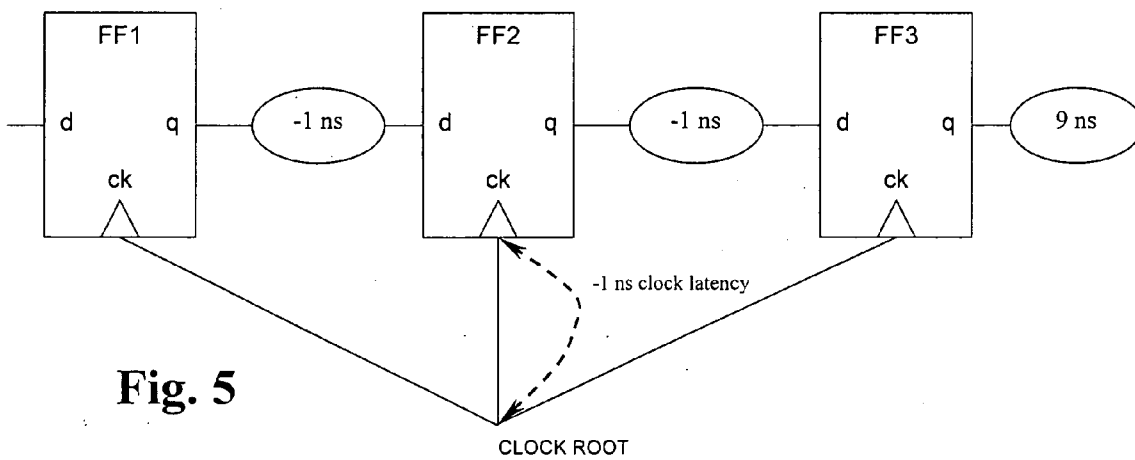 FF1
FF2
FF3
d
q
-1 ns
d
q
-1 ns
d
q
9 ns
ck
ck
ck
-1 ns clock latency
Fig. 5
CLOCK ROOT